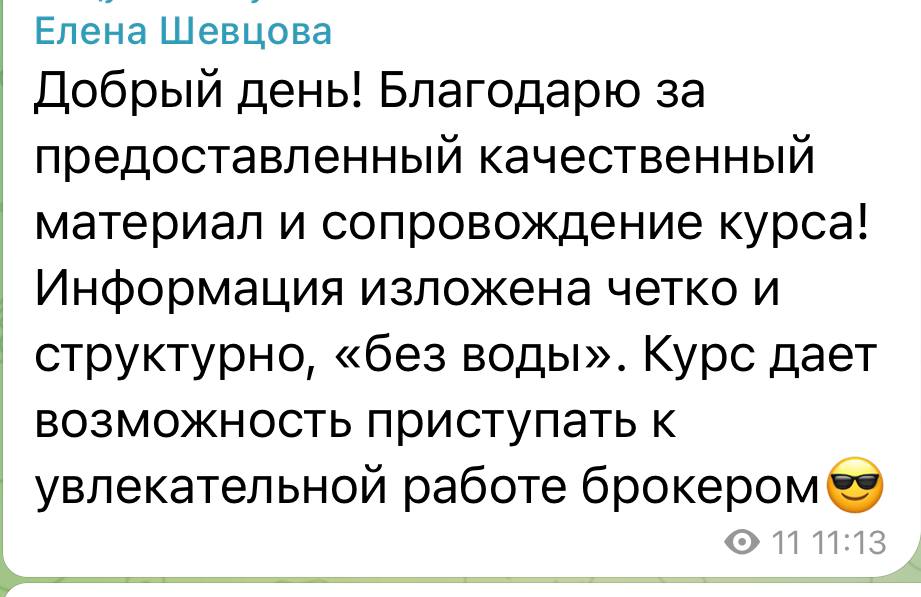 Елена Шевцова
Добрый день! Благодарю за
предоставленный качественный
материал и сопровождение курса!
Информация изложена четко и
структурно, «без воды». Курс дает
возможность приступать к
увлекательной работе брокером😎
11 11:13